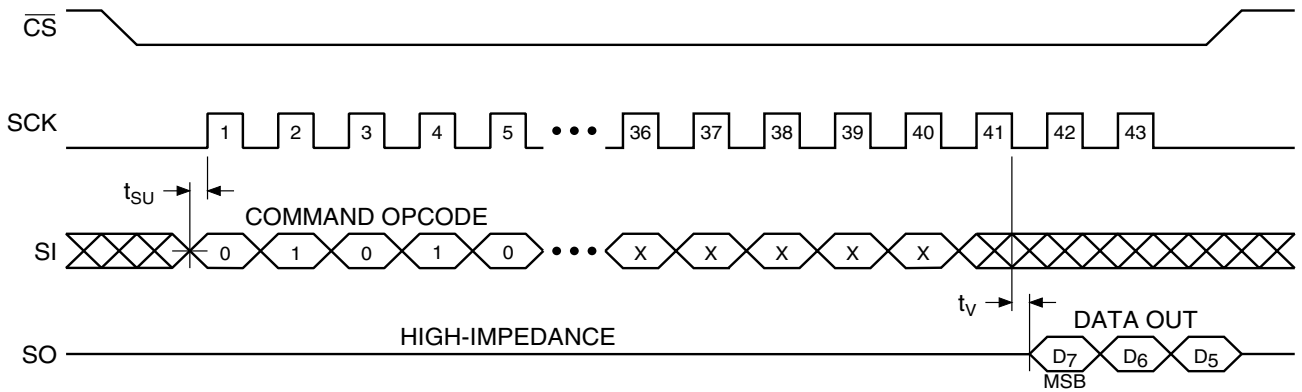 CS
SCK 1 2 3 4 5 ••• 36 37 38 39 40 41 42 43
tSU
COMMAND OPCODE
SI 0 1 0 1 0 ••• X X X X X
tV
HIGH-IMPEDANCE
DATA OUT
SO D7 D6 D5
MSB